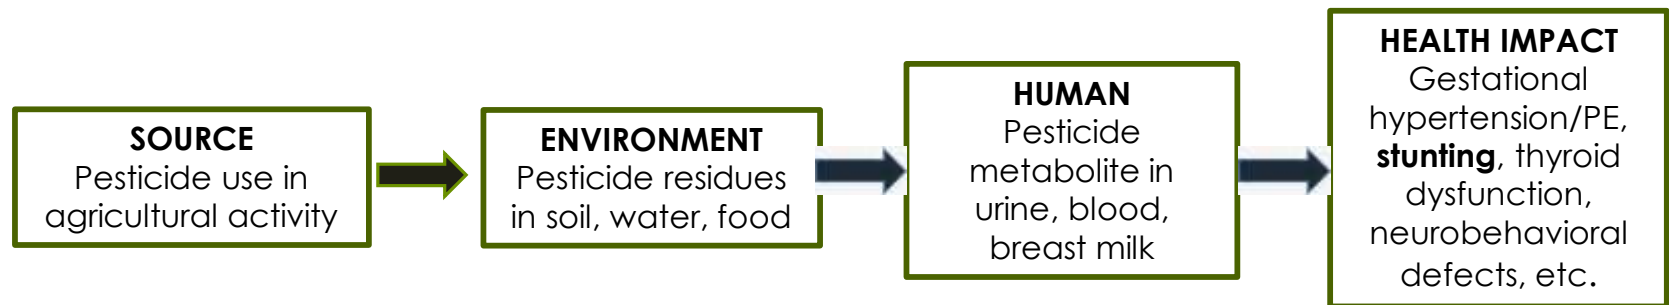 SOURCE
Pesticide use in
agricultural activity
ENVIRONMENT
Pesticide residues
in soil, water, food
HUMAN
Pesticide
metabolite in
urine, blood,
breast milk
HEALTH IMPACT
Gestational
hypertension/PE,
stunting, thyroid
dysfunction,
neurobehavioral
defects, etc.